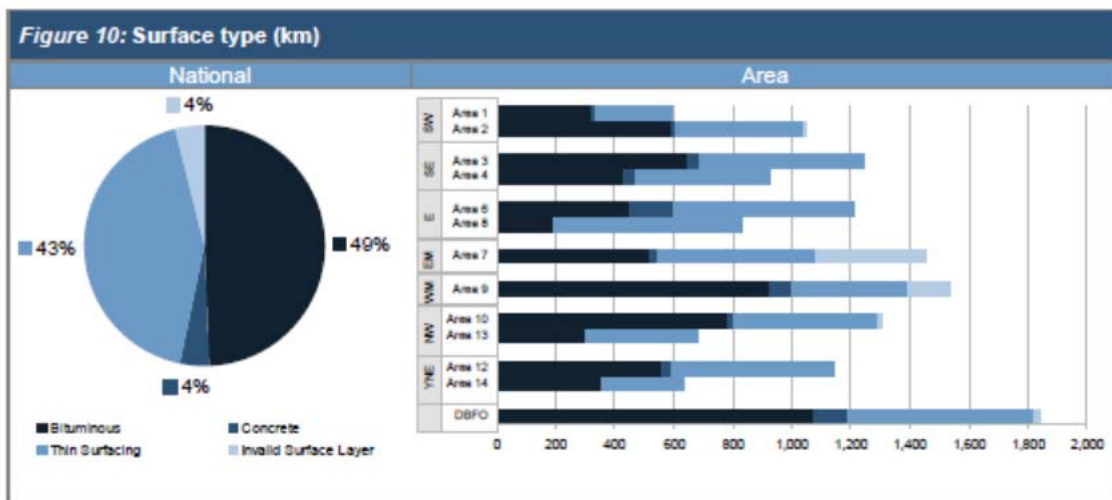 Figure 10: Surface type (km)
National
Area
4%
43%
49%
4%
Bituminous
Concrete
Thin Surfacing
Invalid Surface Layer
SW
Area 1
Area 2
SE
Area 3
Area 4
E
Area 6
Area 8
EM
Area 7
WM
Area 9
NW
Area 10
Area 13
YNE
Area 12
Area 14
DBFO
0 200 400 600 800 1,000 1,200 1,400 1,600 1,800 2,000